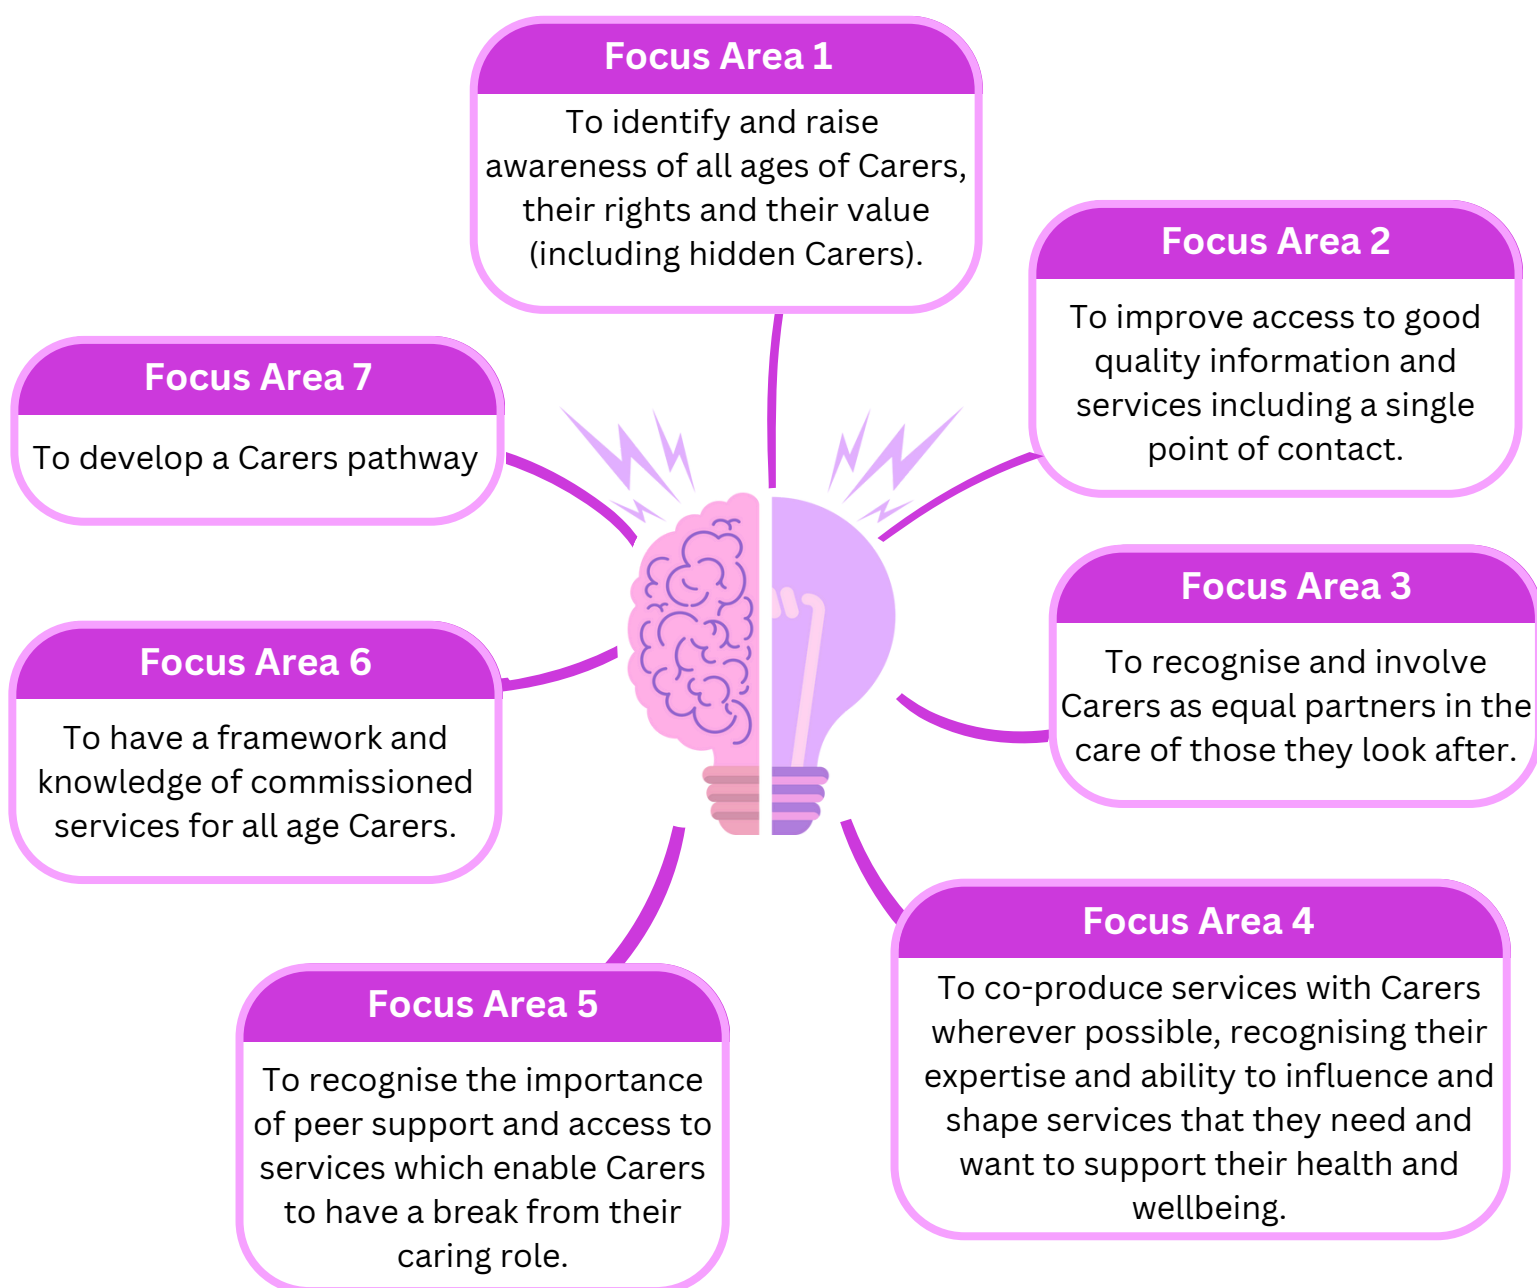 Focus Area 1
To identify and raise
awareness of all ages of Carers,
their rights and their value
(including hidden Carers).
Focus Area 2
To improve access to good
quality information and
services including a single
point of contact.
Focus Area 3
To recognise and involve
Carers as equal partners in the
care of those they look after.
Focus Area 4
To co-produce services with Carers
wherever possible, recognising their
expertise and ability to influence and
shape services that they need and
want to support their health and
wellbeing.
Focus Area 5
To recognise the importance
of peer support and access to
services which enable Carers
to have a break from their
caring role.
Focus Area 6
To have a framework and
knowledge of commissioned
services for all age Carers.
Focus Area 7
To develop a Carers pathway